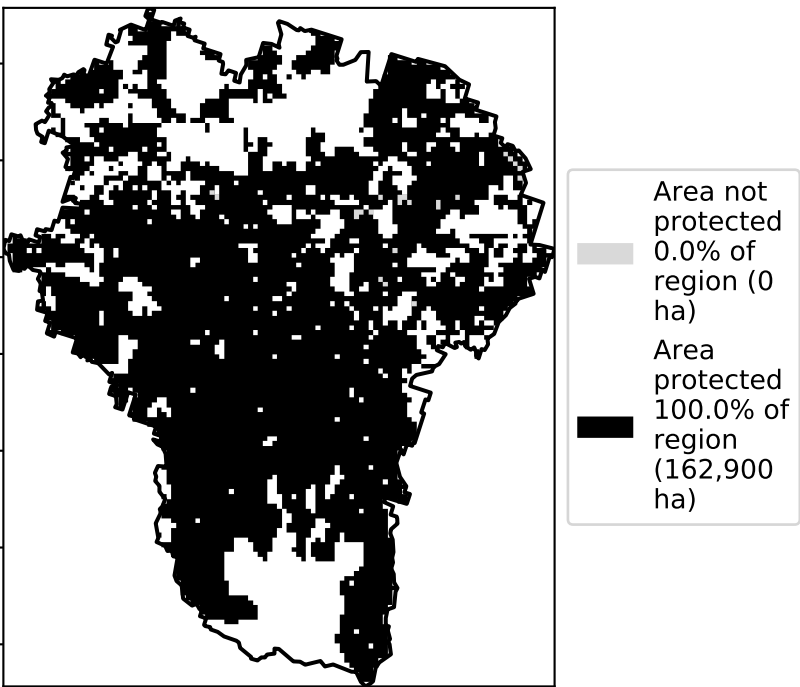 Area not
protected
0.0% of
region (0
ha)
Area
protected
100.0% of
region
(162,900
ha)